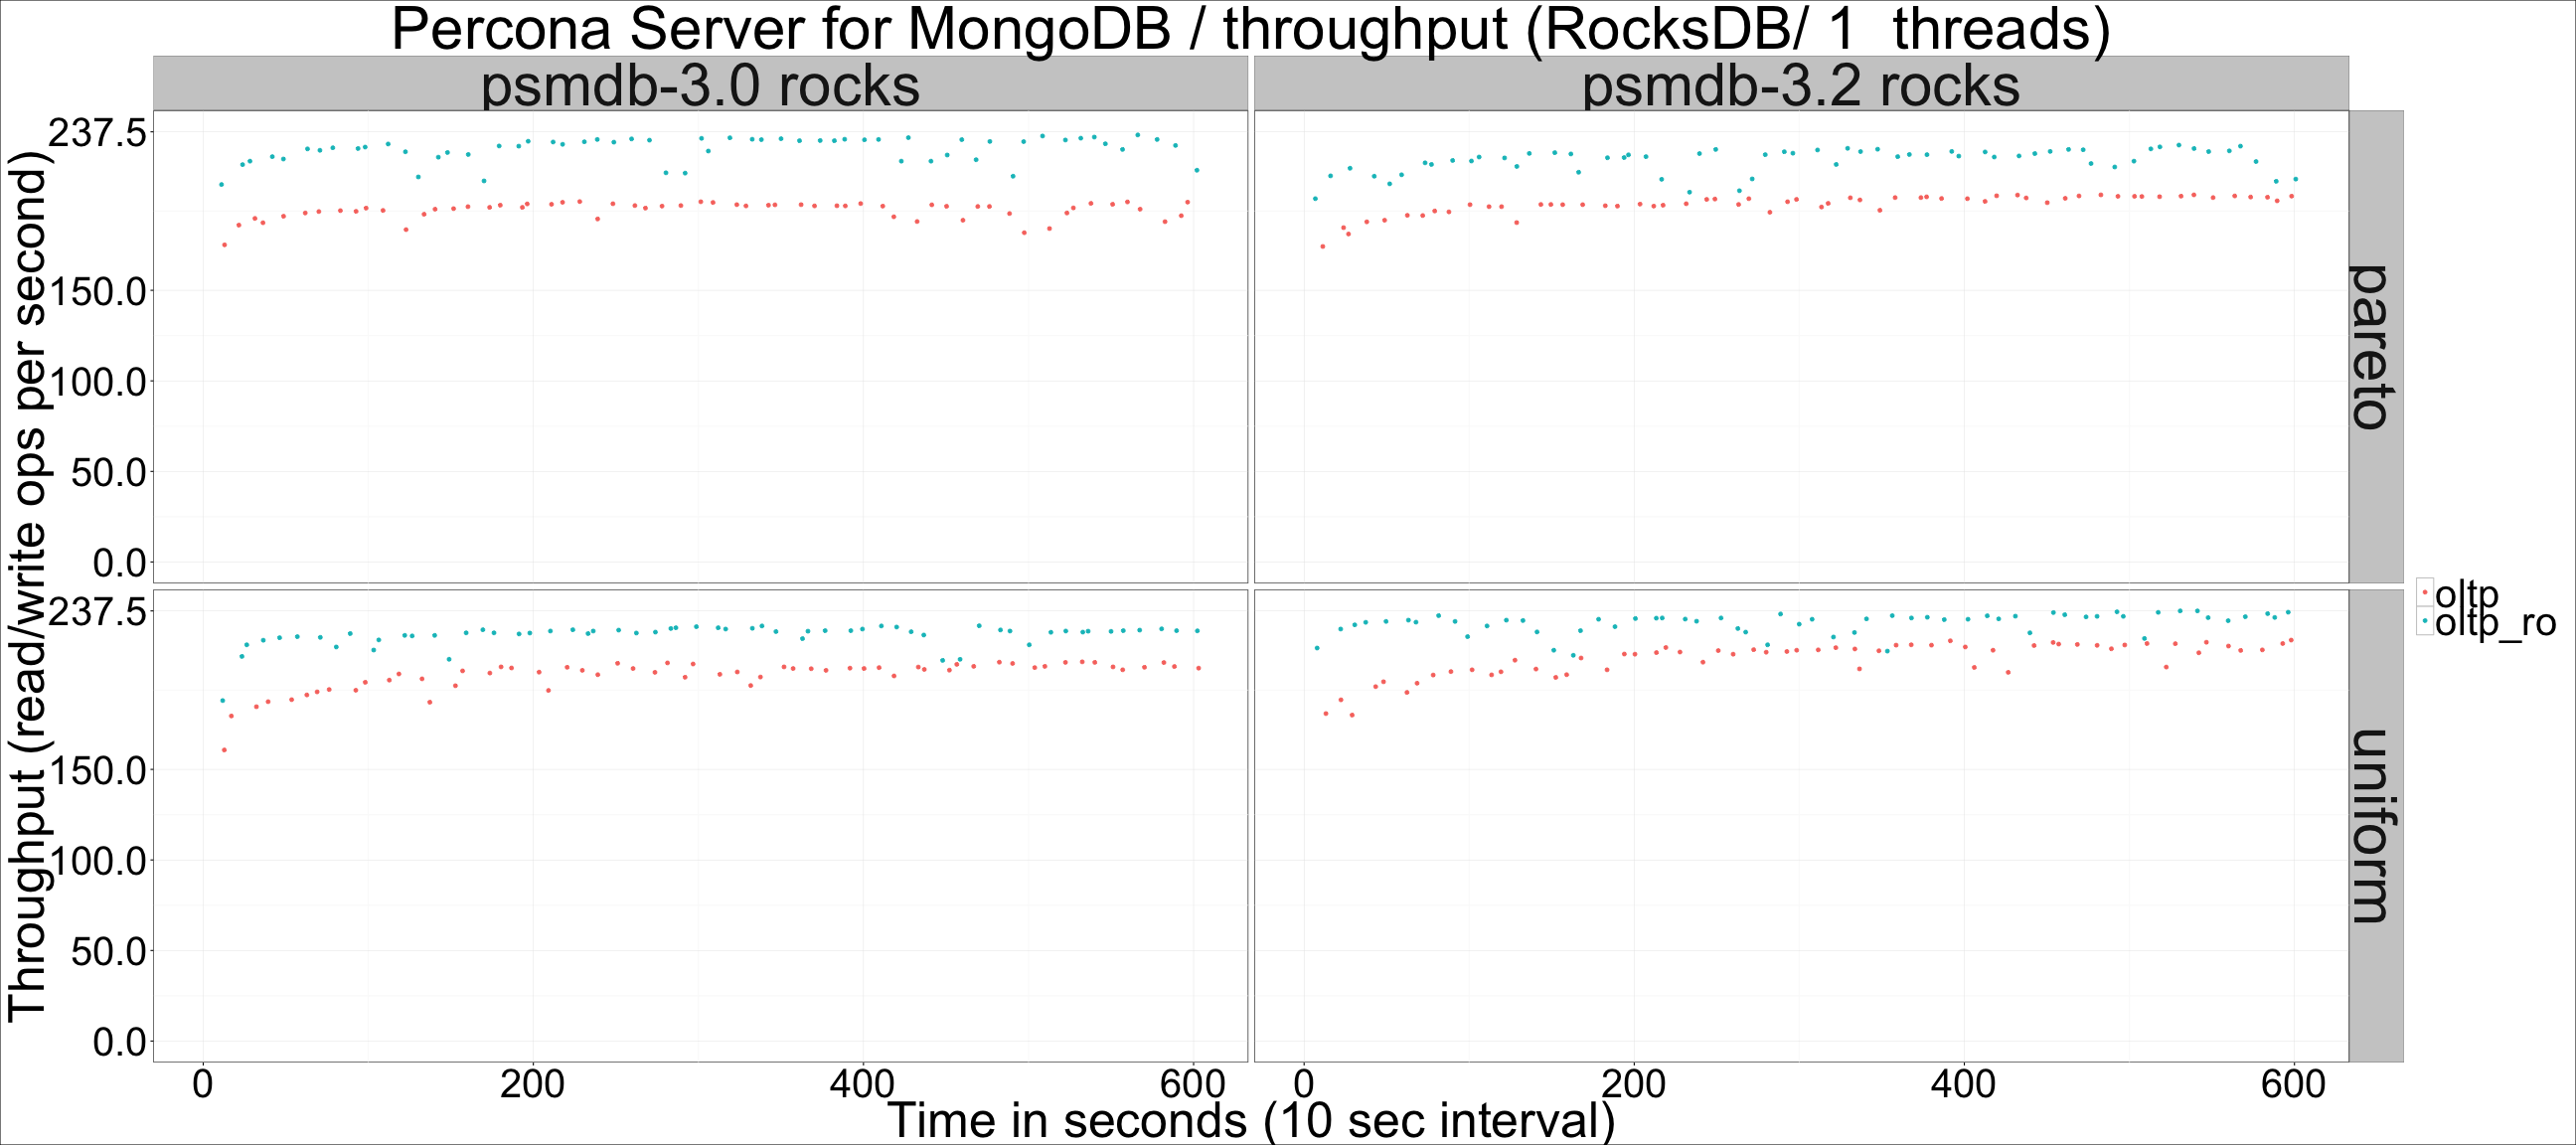 Percona Server for MongoDB / throughput (RocksDB/ 1  threads)
psmdb-3.0 rocks
psmdb-3.2 rocks
Throughput (read/write ops per second)
237.5
150.0
100.0
50.0
0.0
pareto
237.5
150.0
100.0
50.0
0.0
uniform
oltp
oltp_ro
0 200 400 600
0 200 400 600
Time in seconds (10 sec interval)